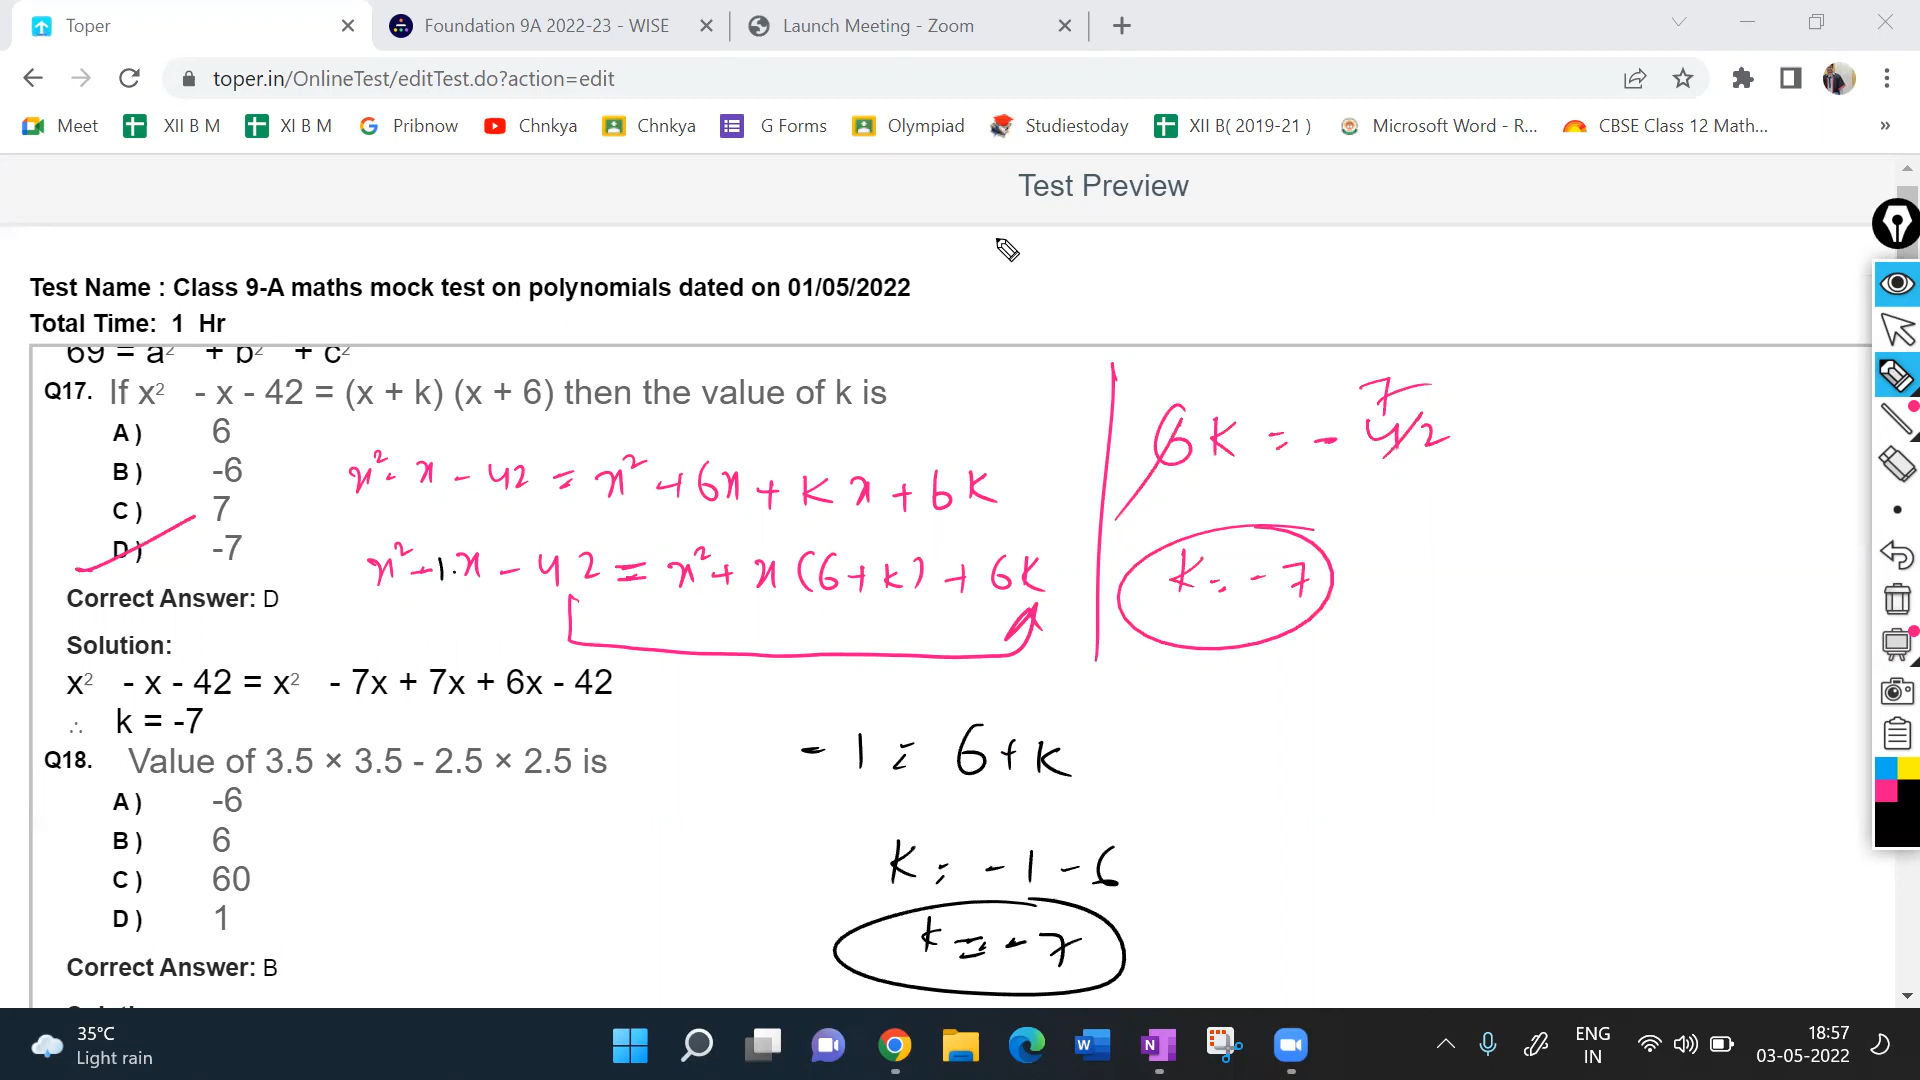 Toper
Foundation 9A 2022-23 - WISE
Launch Meeting - Zoom
toper.in/OnlineTest/editTest.do?action=edit
Meet XII B M XI B M Pribnow Chnkya Chnkya G Forms Olympiad Studiestoday XII B( 2019-21 ) Microsoft Word - R... CBSE Class 12 Math... »
Test Preview
Test Name : Class 9-A maths mock test on polynomials dated on 01/05/2022
Total Time: 1 Hr
69 = a² + b² + c²
Q17. If x² - x - 42 = (x + k) (x + 6) then the value of k is
A ) 6
B ) -6
C ) 7
D ) -7
x² - x - 42 = x² + 6x + kx + 6k
x² - 1.x - 42 = x² + x (6+k) + 6k
6k = - 42
7
k = - 7
Correct Answer: D
Solution:
x² - x - 42 = x² - 7x + 7x + 6x - 42
∴ k = -7
- 1 = 6+k
k = - 1 - 6
k = - 7
Q18. Value of 3.5 × 3.5 - 2.5 × 2.5 is
A ) -6
B ) 6
C ) 60
D ) 1
Correct Answer: B
35°C
Light rain
ENG
IN
18:57
03-05-2022